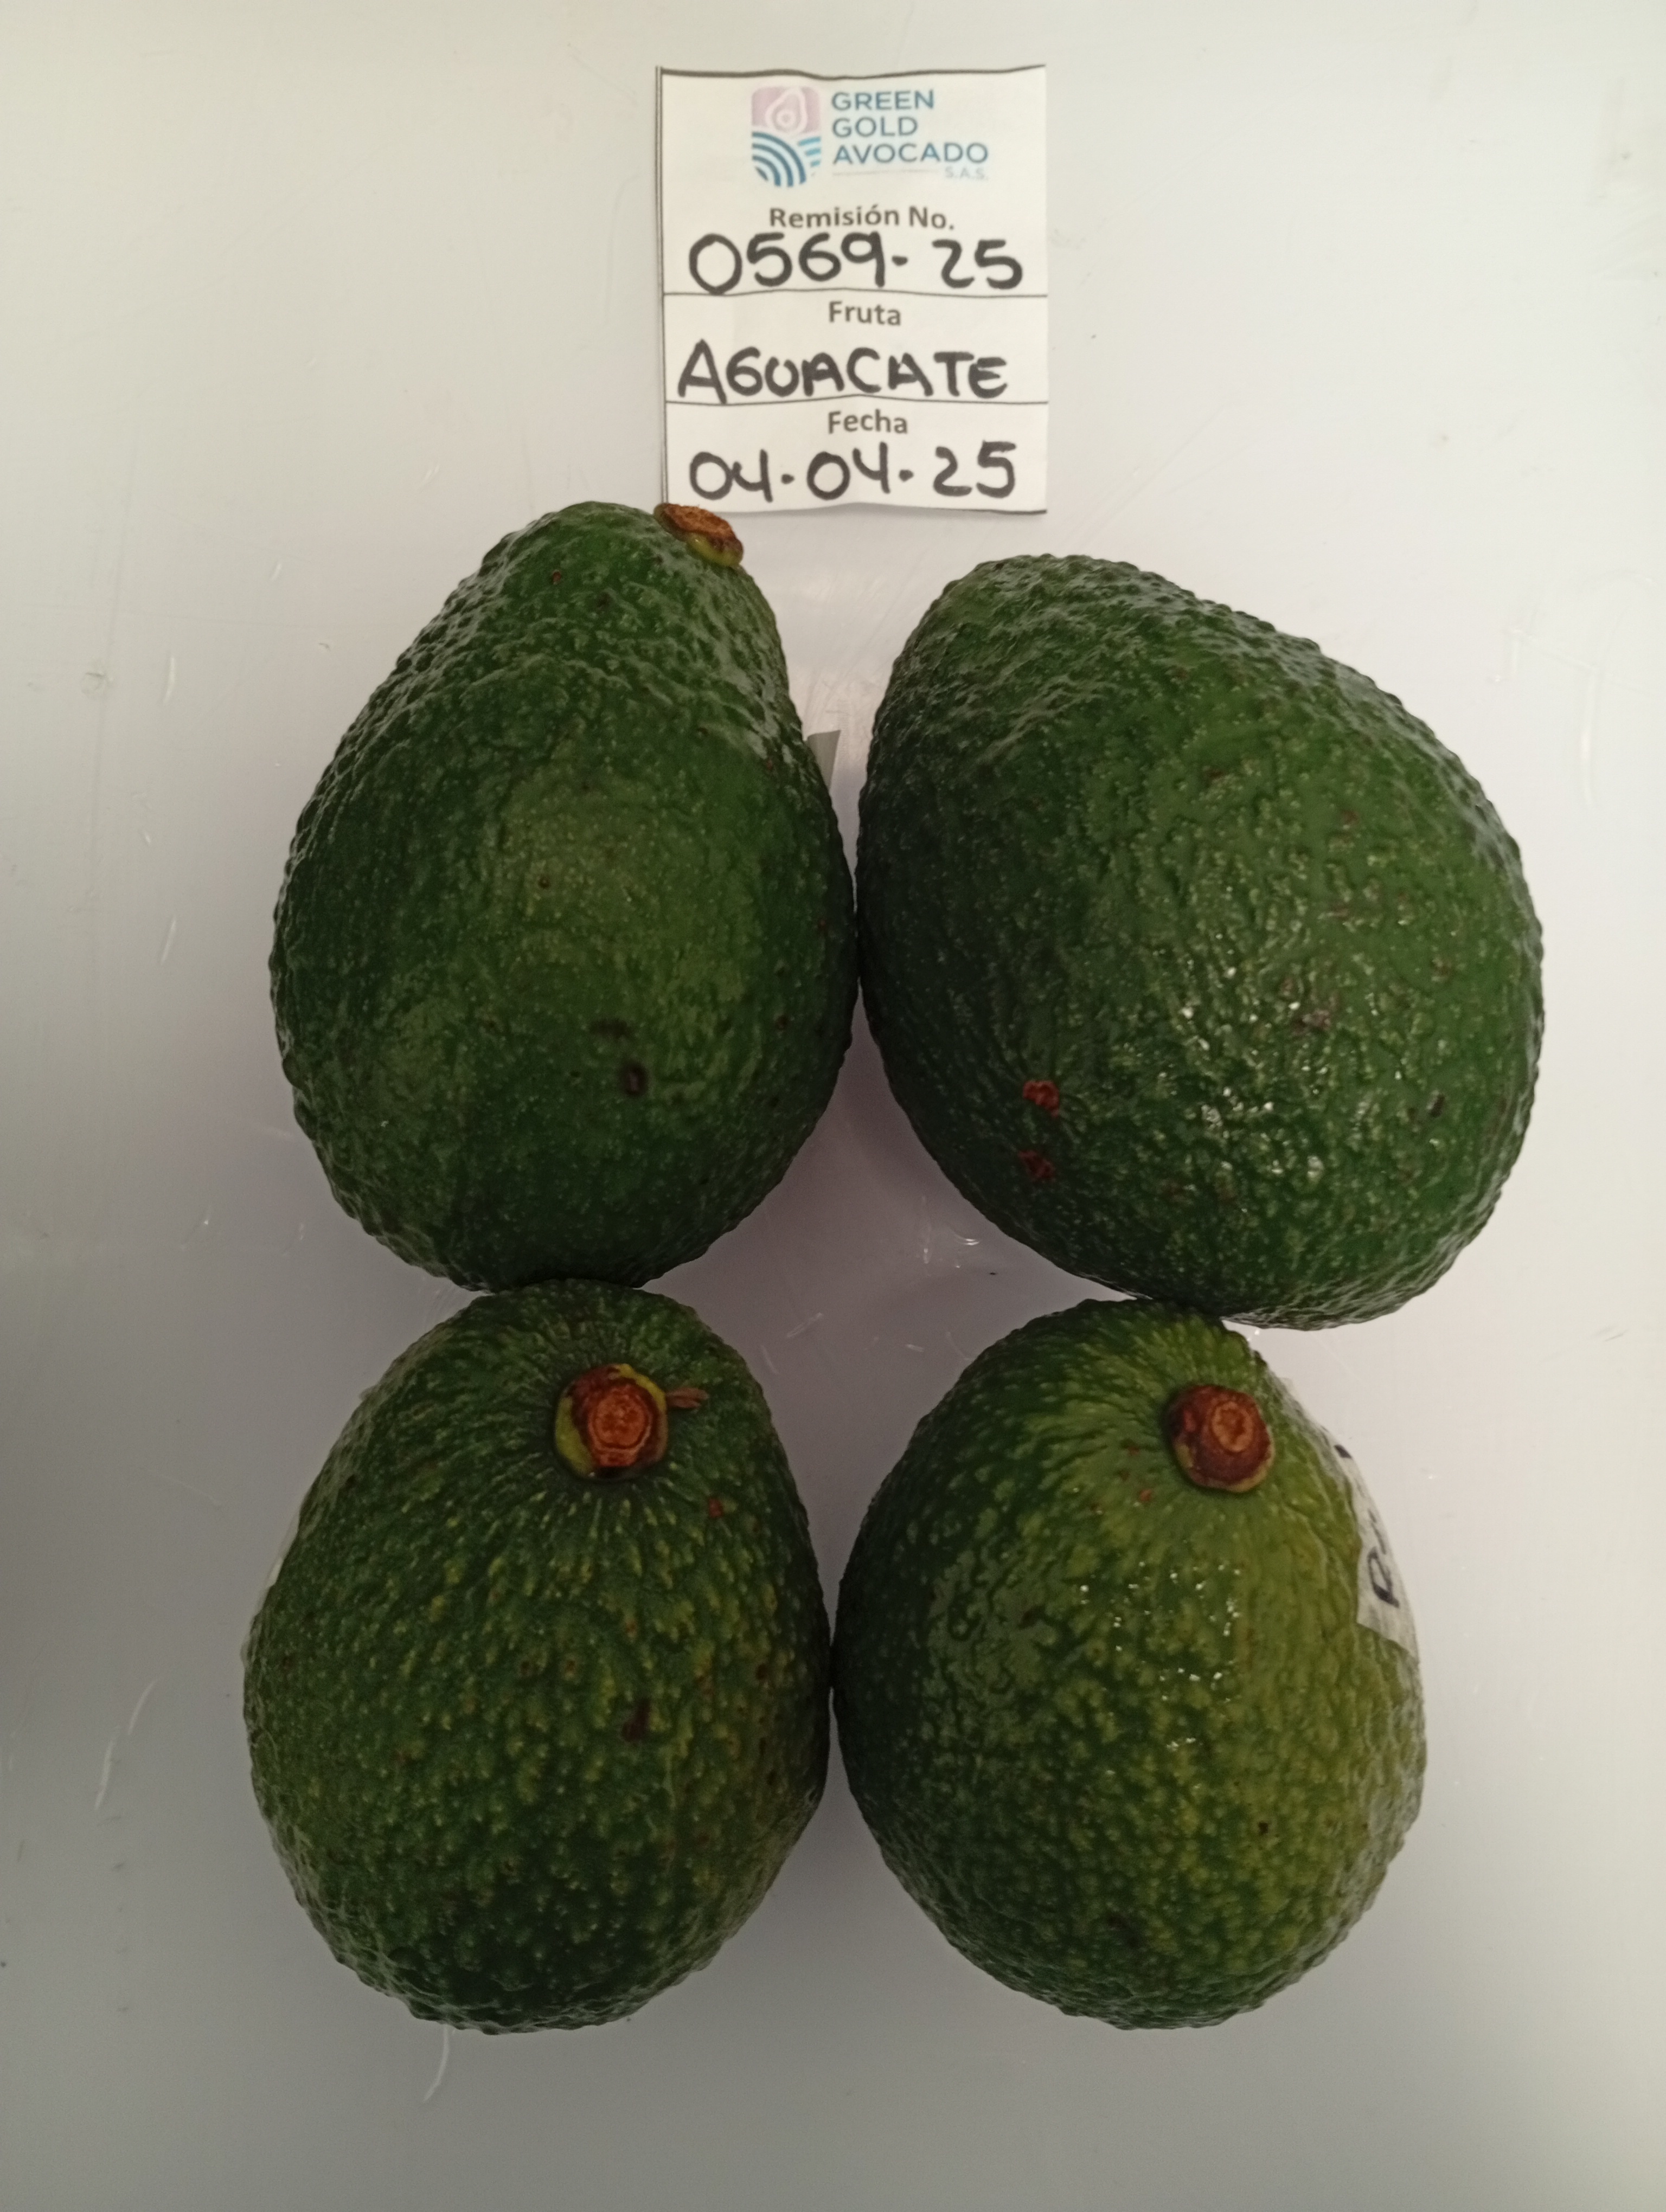 GREEN
GOLD
AVOCADO
S.A.S.
Remisión No.
0569-25
Fruta
AGUACATE
Fecha
04.04.25